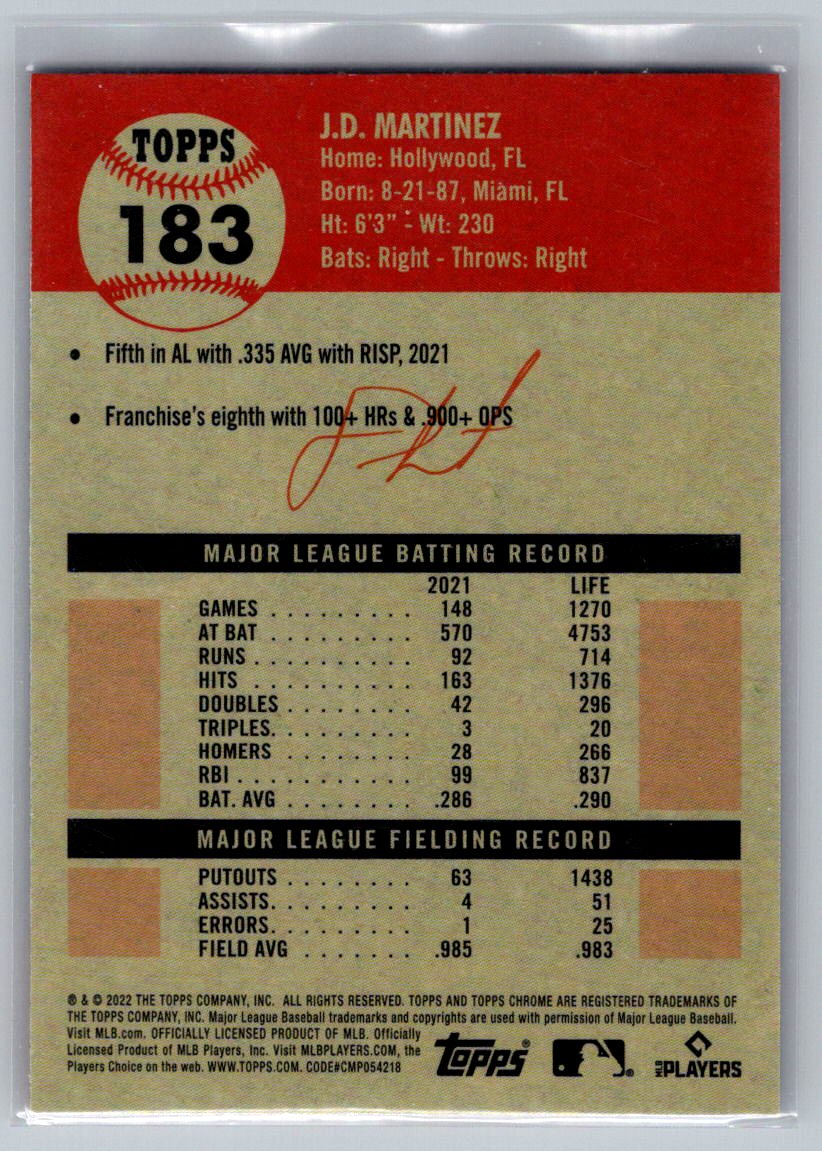 TOPPS
183
J.D. MARTINEZ
Home: Hollywood, FL
Born: 8-21-87, Miami, FL
Ht: 6'3" - Wt: 230
Bats: Right - Throws: Right
• Fifth in AL with .335 AVG with RISP, 2021
• Franchise's eighth with 100+ HRs & .900+ OPS
MAJOR LEAGUE BATTING RECORD
2021 LIFE
GAMES . . . . . . . . . 148 1270
AT BAT . . . . . . . . . 570 4753
RUNS . . . . . . . . . . 92 714
HITS . . . . . . . . . . 163 1376
DOUBLES . . . . . . . . 42 296
TRIPLES. . . . . . . . . 3 20
HOMERS . . . . . . . . 28 266
RBI . . . . . . . . . . . 99 837
BAT. AVG . . . . . . . . .286 .290
MAJOR LEAGUE FIELDING RECORD
PUTOUTS . . . . . . . . 63 1438
ASSISTS. . . . . . . . . 4 51
ERRORS. . . . . . . . . 1 25
FIELD AVG . . . . . . . .985 .983
® & © 2022 THE TOPPS COMPANY, INC. ALL RIGHTS RESERVED. TOPPS AND TOPPS CHROME ARE REGISTERED TRADEMARKS OF
THE TOPPS COMPANY, INC. Major League Baseball trademarks and copyrights are used with permission of Major League Baseball.
Visit MLB.com. OFFICIALLY LICENSED PRODUCT OF MLB. Officially
Licensed Product of MLB Players, Inc. Visit MLBPLAYERS.COM, the
Players Choice on the web. WWW.TOPPS.COM. CODE#CMP054218
topps®
®
MLB PLAYERS